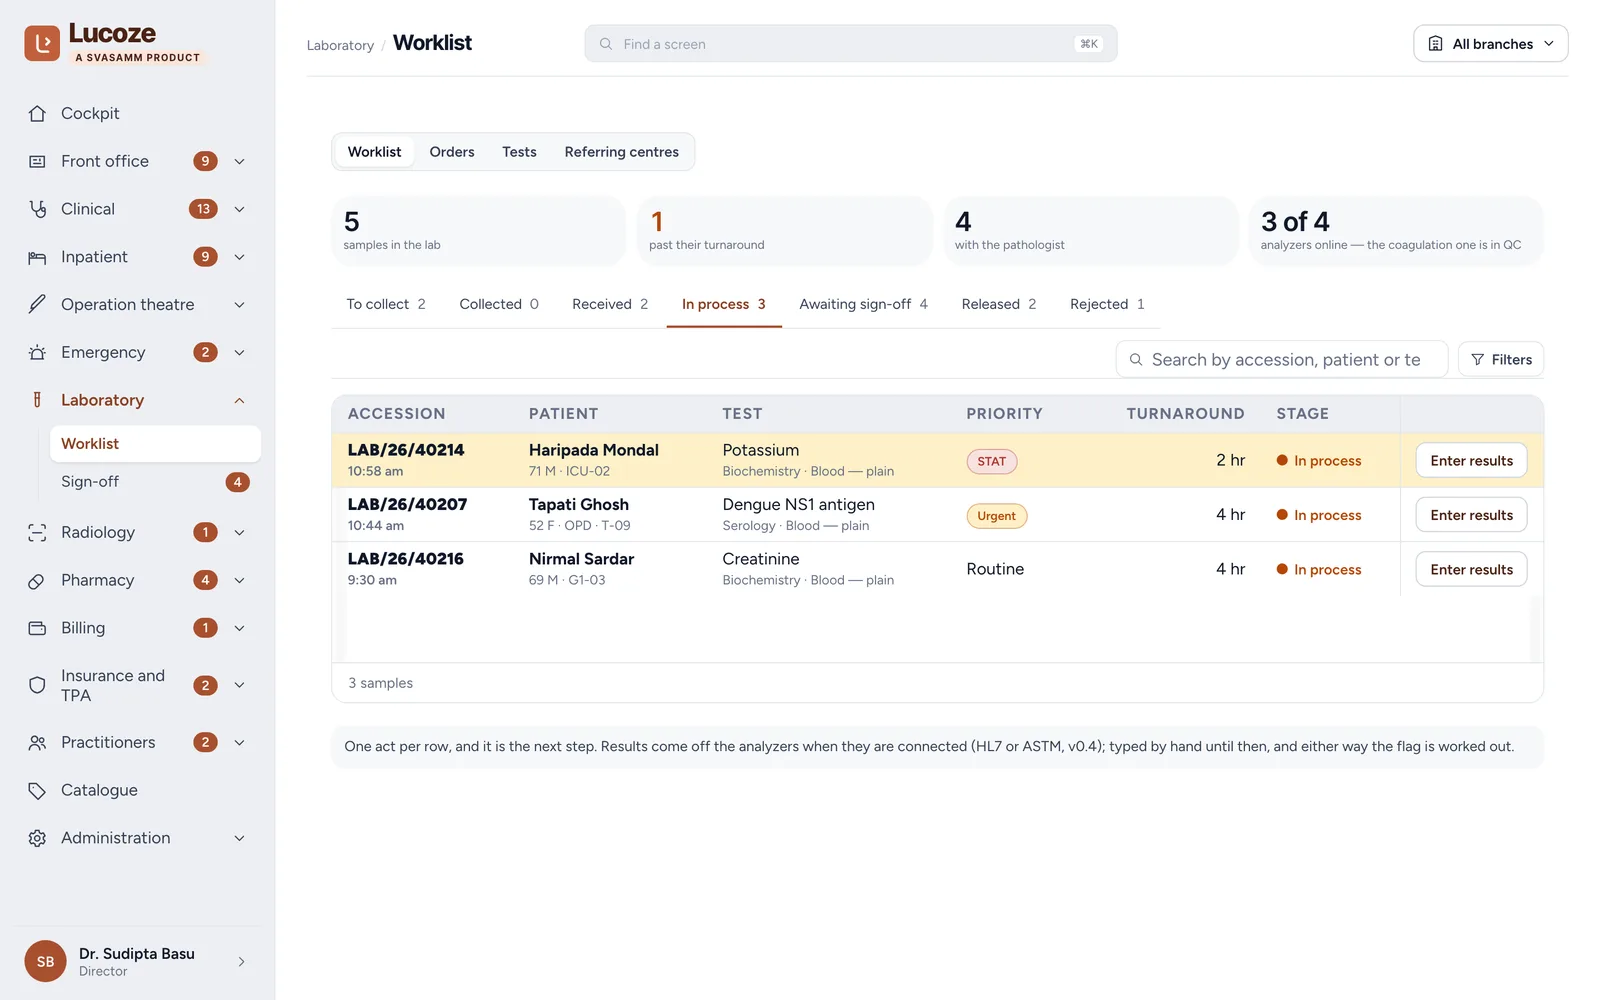 Lucoze
A SVASAMM PRODUCT
Cockpit
Front office 9
Clinical 13
Inpatient 9
Operation theatre
Emergency 2
Laboratory
Worklist
Sign-off 4
Radiology 1
Pharmacy 4
Billing 1
Insurance and
TPA 2
Practitioners 2
Catalogue
Administration
SB
Dr. Sudipta Basu
Director
Laboratory / Worklist
Find a screen ⌘K
All branches
Worklist Orders Tests Referring centres
5
samples in the lab
1
past their turnaround
4
with the pathologist
3 of 4
analyzers online — the coagulation one is in QC
To collect 2 Collected 0 Received 2 In process 3 Awaiting sign-off 4 Released 2 Rejected 1
Search by accession, patient or te
Filters
ACCESSION PATIENT TEST PRIORITY TURNAROUND STAGE
LAB/26/40214 Haripada Mondal Potassium STAT 2 hr In process Enter results
10:58 am 71 M · ICU-02 Biochemistry · Blood — plain
LAB/26/40207 Tapati Ghosh Dengue NS1 antigen Urgent 4 hr In process Enter results
10:44 am 52 F · OPD · T-09 Serology · Blood — plain
LAB/26/40216 Nirmal Sardar Creatinine Routine 4 hr In process Enter results
9:30 am 69 M · G1-03 Biochemistry · Blood — plain
3 samples
One act per row, and it is the next step. Results come off the analyzers when they are connected (HL7 or ASTM, v0.4); typed by hand until then, and either way the flag is worked out.